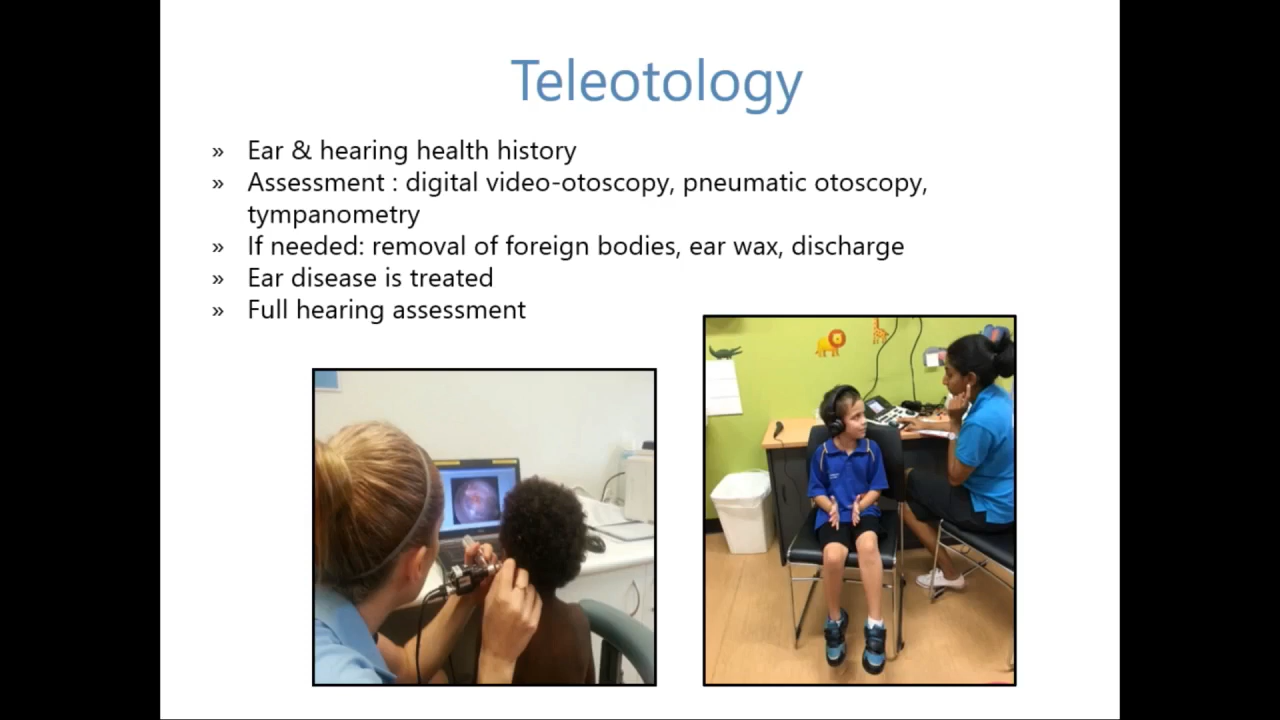 Teleotology
» Ear & hearing health history
» Assessment : digital video-otoscopy, pneumatic otoscopy,
tympanometry
» If needed: removal of foreign bodies, ear wax, discharge
» Ear disease is treated
» Full hearing assessment